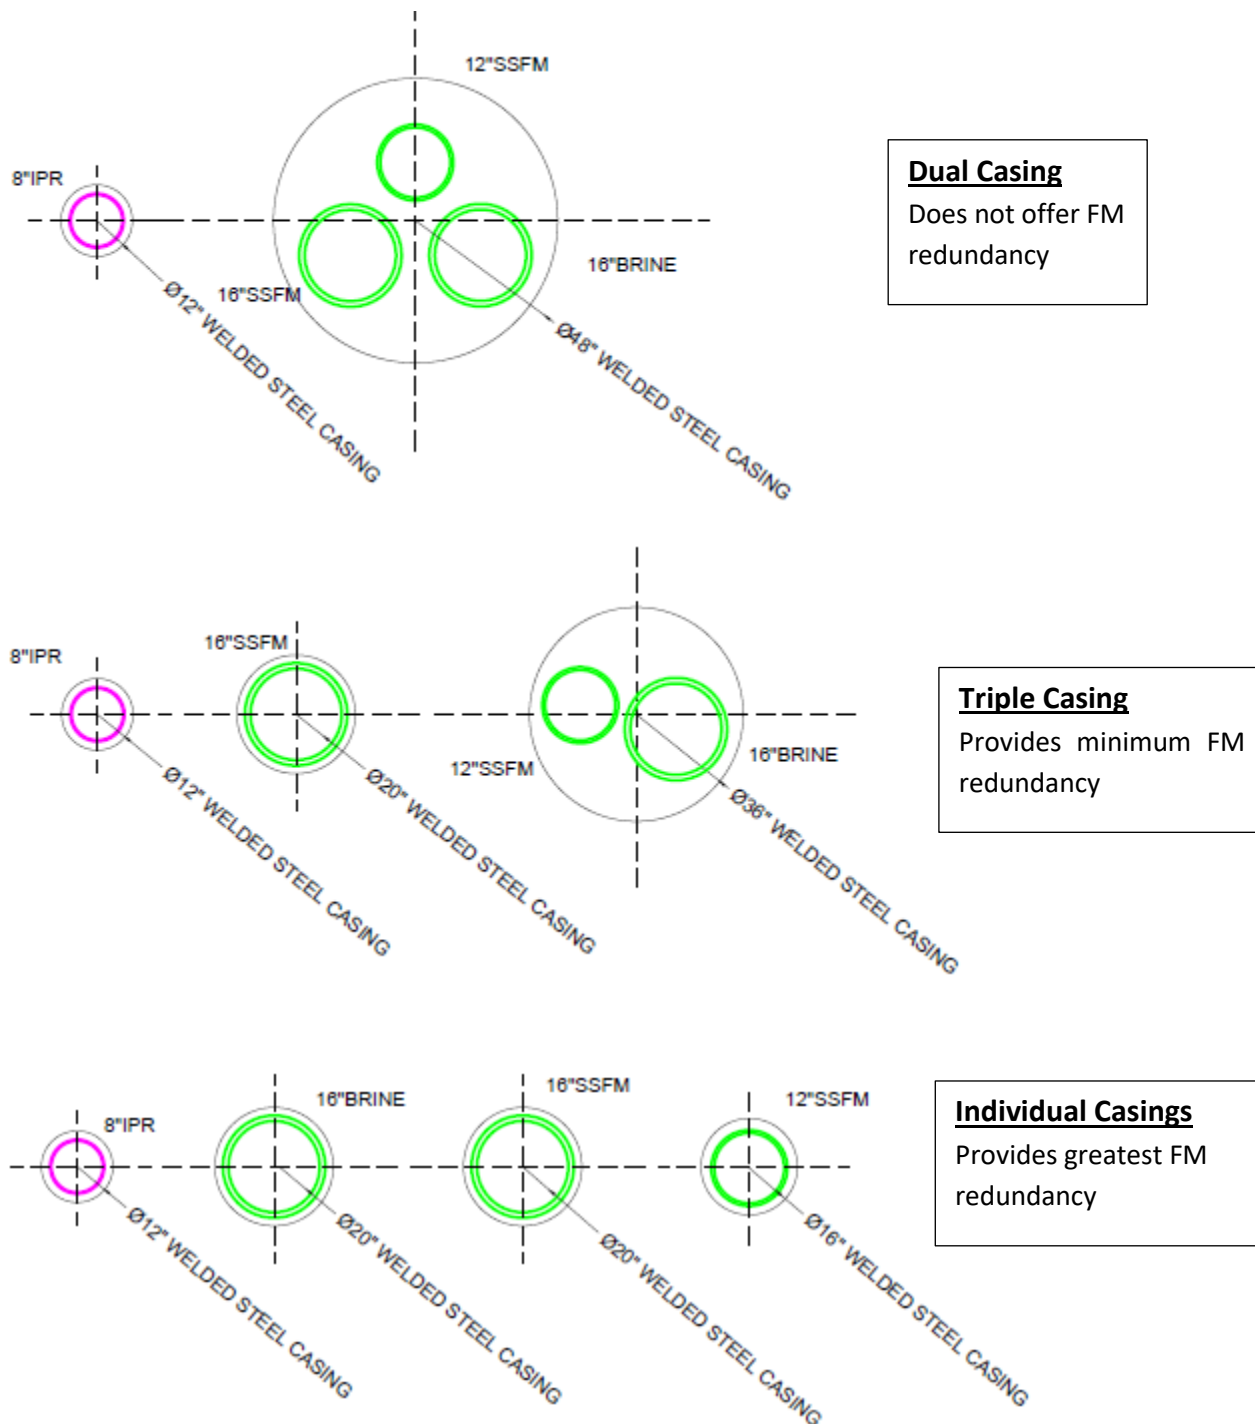 12"SSFM
8"IPR
16"SSFM
16"BRINE
Ø12" WELDED STEEL CASING
Ø48" WELDED STEEL CASING
Dual Casing
Does not offer FM
redundancy
8"IPR
16"SSFM
12"SSFM
16"BRINE
Ø12" WELDED STEEL CASING
Ø20" WELDED STEEL CASING
Ø36" WELDED STEEL CASING
Triple Casing
Provides minimum FM
redundancy
8"IPR
16"BRINE
16"SSFM
12"SSFM
Ø12" WELDED STEEL CASING
Ø20" WELDED STEEL CASING
Ø20" WELDED STEEL CASING
Ø16" WELDED STEEL CASING
Individual Casings
Provides greatest FM
redundancy